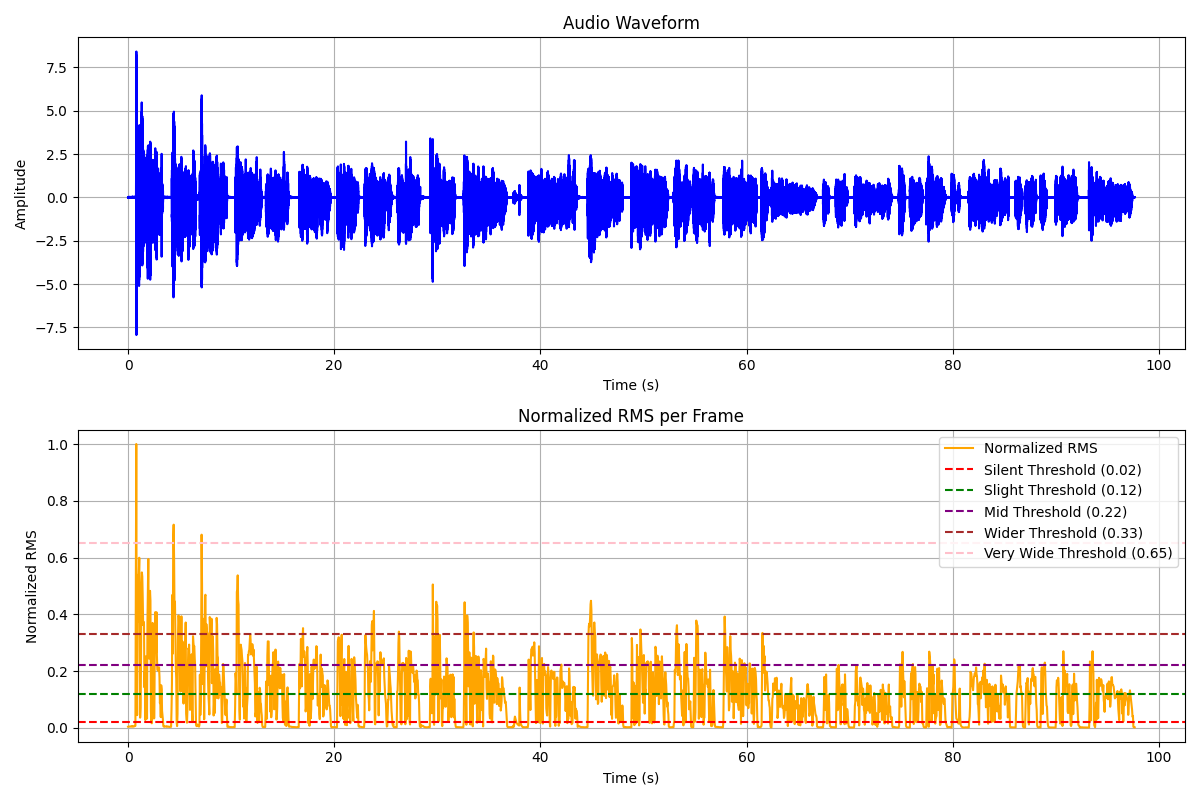 Audio Waveform
7.5
5.0
2.5
0.0
−2.5
−5.0
−7.5
Amplitude
0 20 40 60 80 100
Time (s)
Normalized RMS per Frame
1.0
0.8
0.6
0.4
0.2
0.0
Normalized RMS
Normalized RMS
Silent Threshold (0.02)
Slight Threshold (0.12)
Mid Threshold (0.22)
Wider Threshold (0.33)
Very Wide Threshold (0.65)
0 20 40 60 80 100
Time (s)